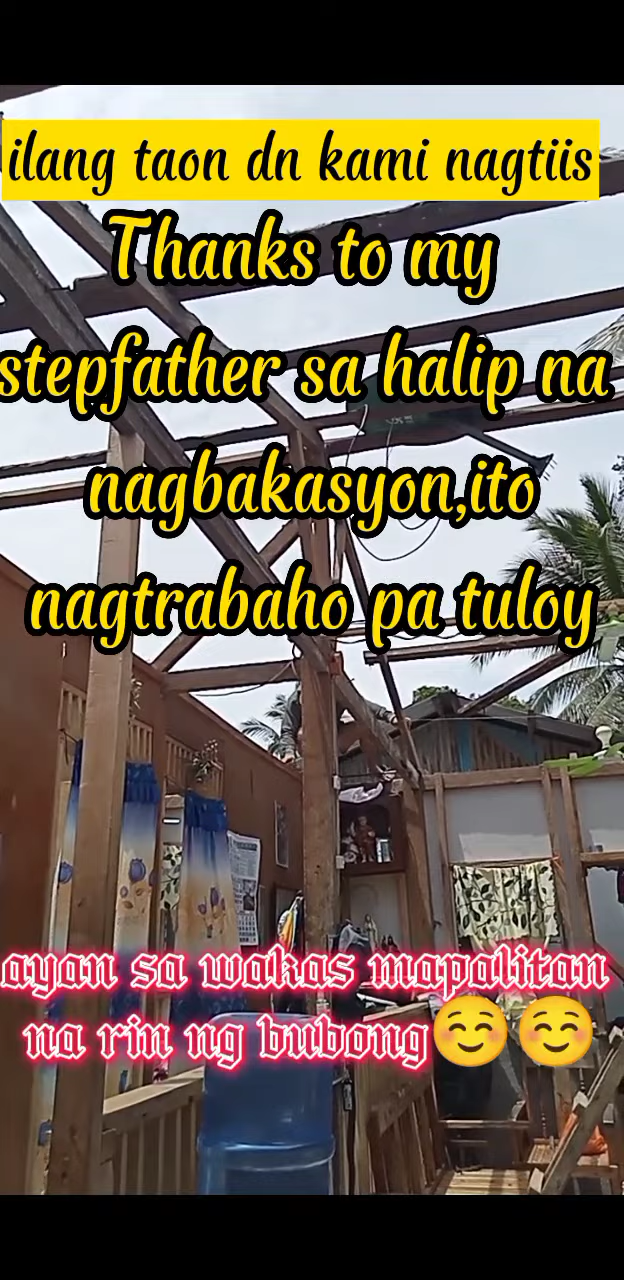 ilang taon dn kami nagtiis
Thanks to my
stepfather sa halip na
nagbakasyon,ito
nagtrabaho pa tuloy
ayan sa wakas mapalitan
na rin ng bubong☺️☺️